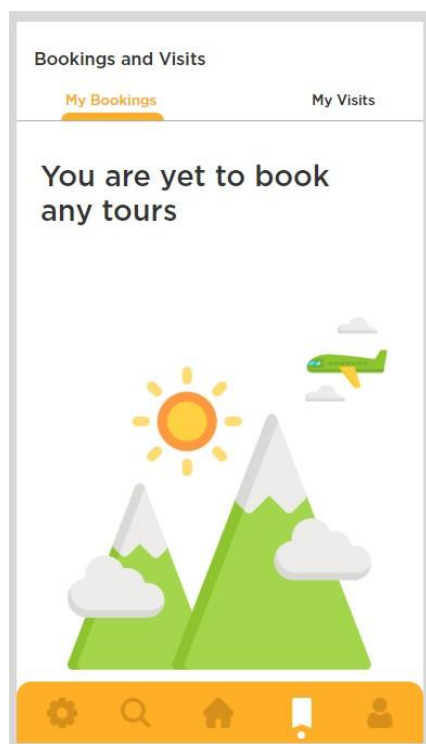 Bookings and Visits
My Bookings
My Visits
You are yet to book
any tours